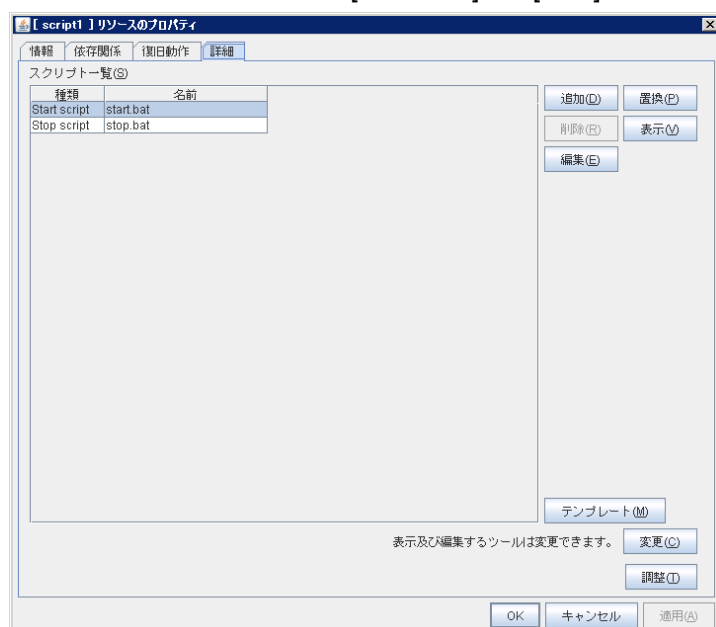 [ script1 ] リソースのプロパティ
情報 依存関係 復旧動作 詳細
スクリプト一覧(S)
種類 名前
Start script start.bat
Stop script stop.bat
追加(D) 置換(P)
削除(R) 表示(V)
編集(E)
テンプレート(M)
表示及び編集するツールは変更できます。 変更(C)
調整(T)
OK キャンセル 適用(A)